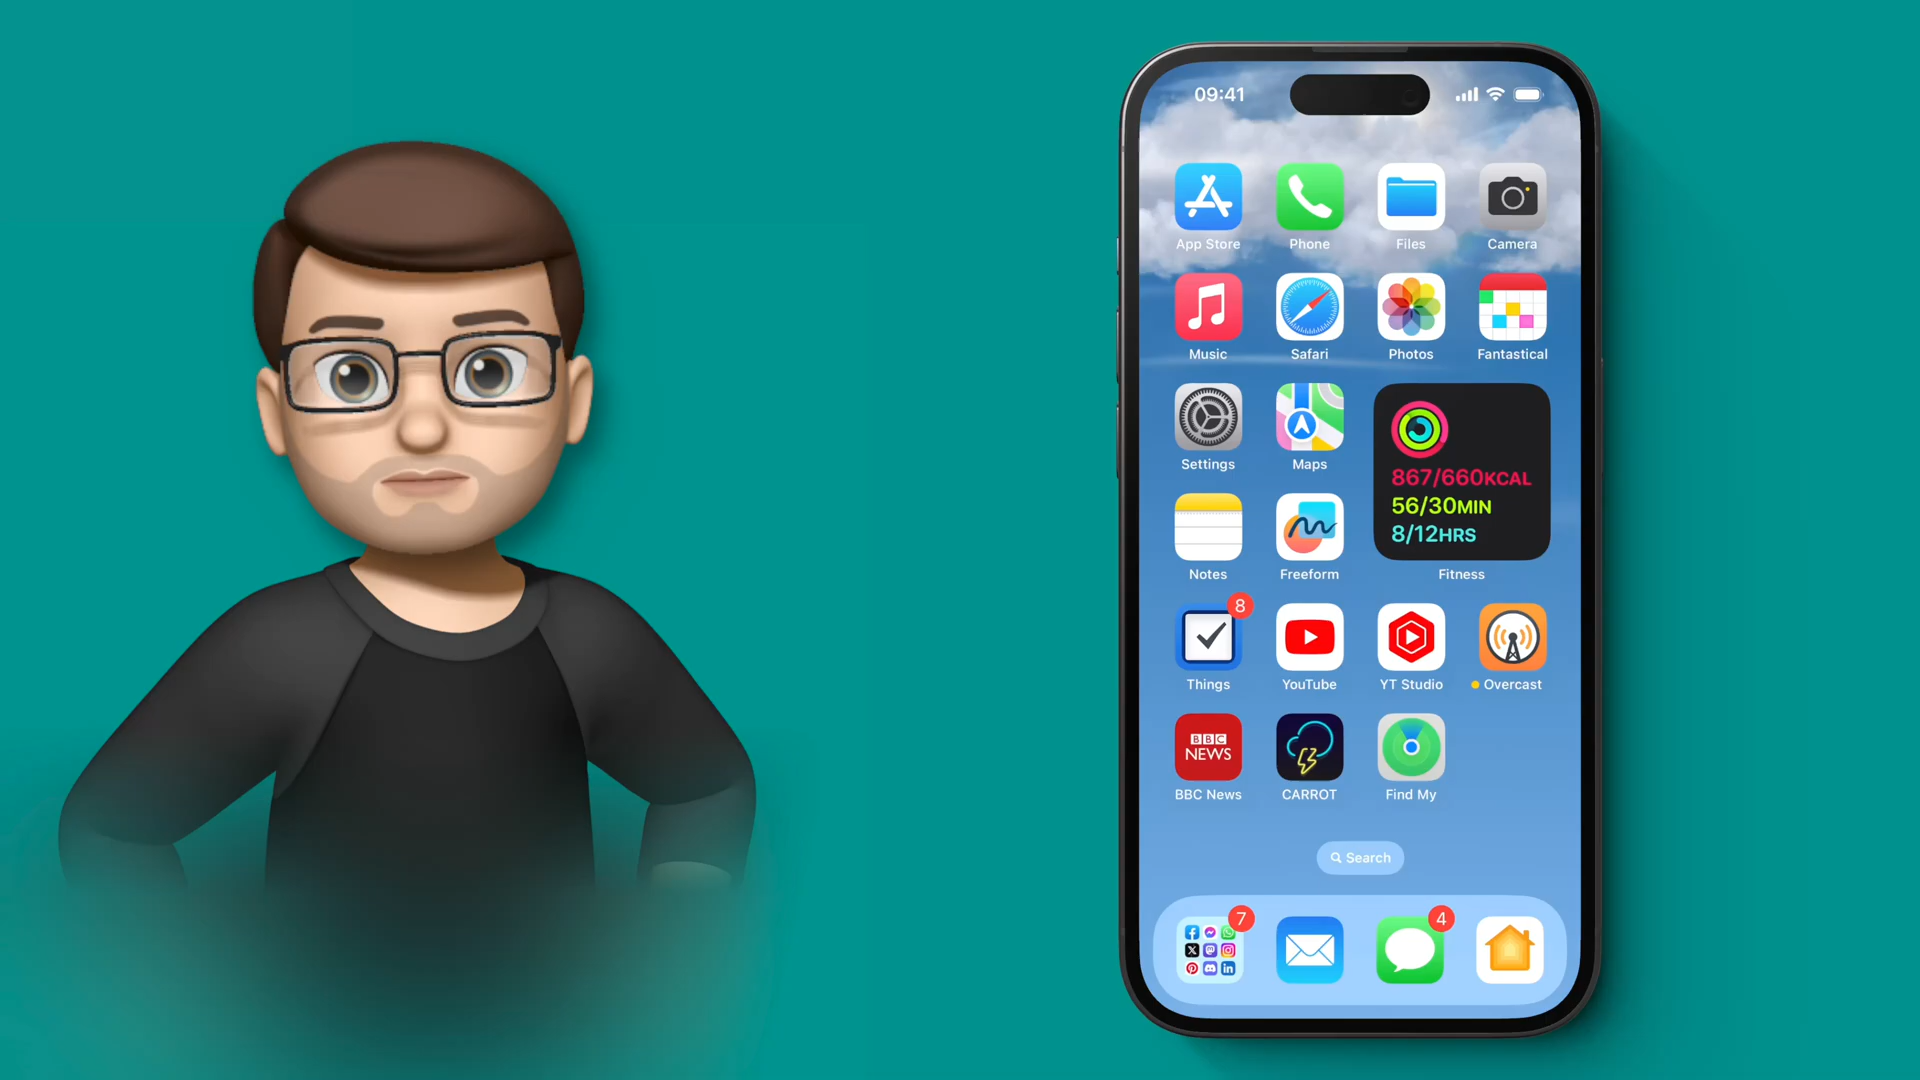 09:41
App Store
Phone
Files
Camera
Music
Safari
Photos
Fantastical
Settings
Maps
867/660KCAL
56/30MIN
8/12HRS
Notes
Freeform
Fitness
8
Things
YouTube
YT Studio
Overcast
BBC
NEWS
BBC News
CARROT
Find My
Search
7
4